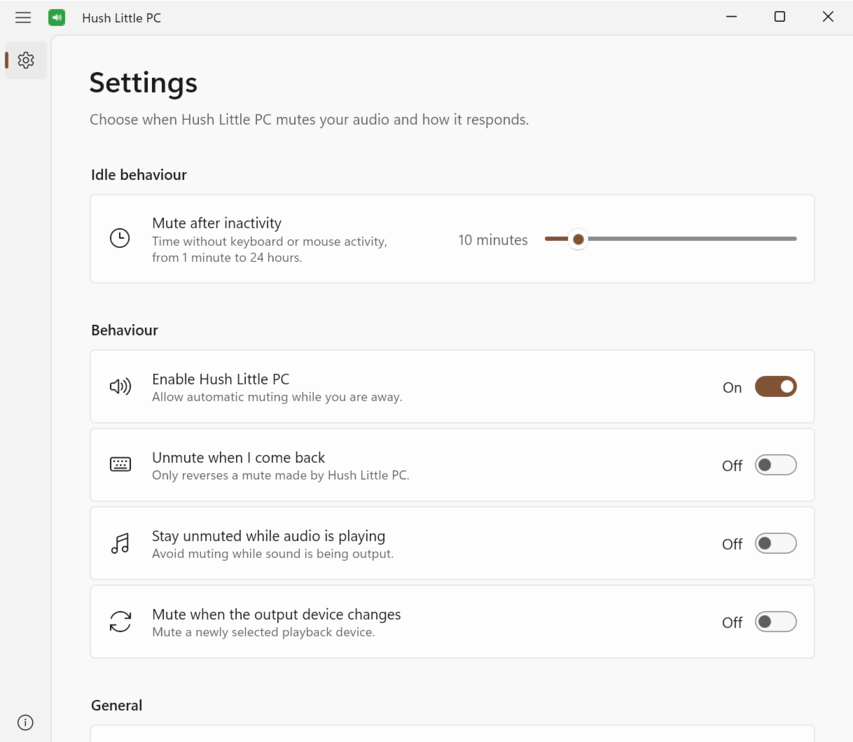 Hush Little PC
Settings
Choose when Hush Little PC mutes your audio and how it responds.
Idle behaviour
Mute after inactivity
Time without keyboard or mouse activity,
from 1 minute to 24 hours.
10 minutes
Behaviour
Enable Hush Little PC
Allow automatic muting while you are away.
On
Unmute when I come back
Only reverses a mute made by Hush Little PC.
Off
Stay unmuted while audio is playing
Avoid muting while sound is being output.
Off
Mute when the output device changes
Mute a newly selected playback device.
Off
General